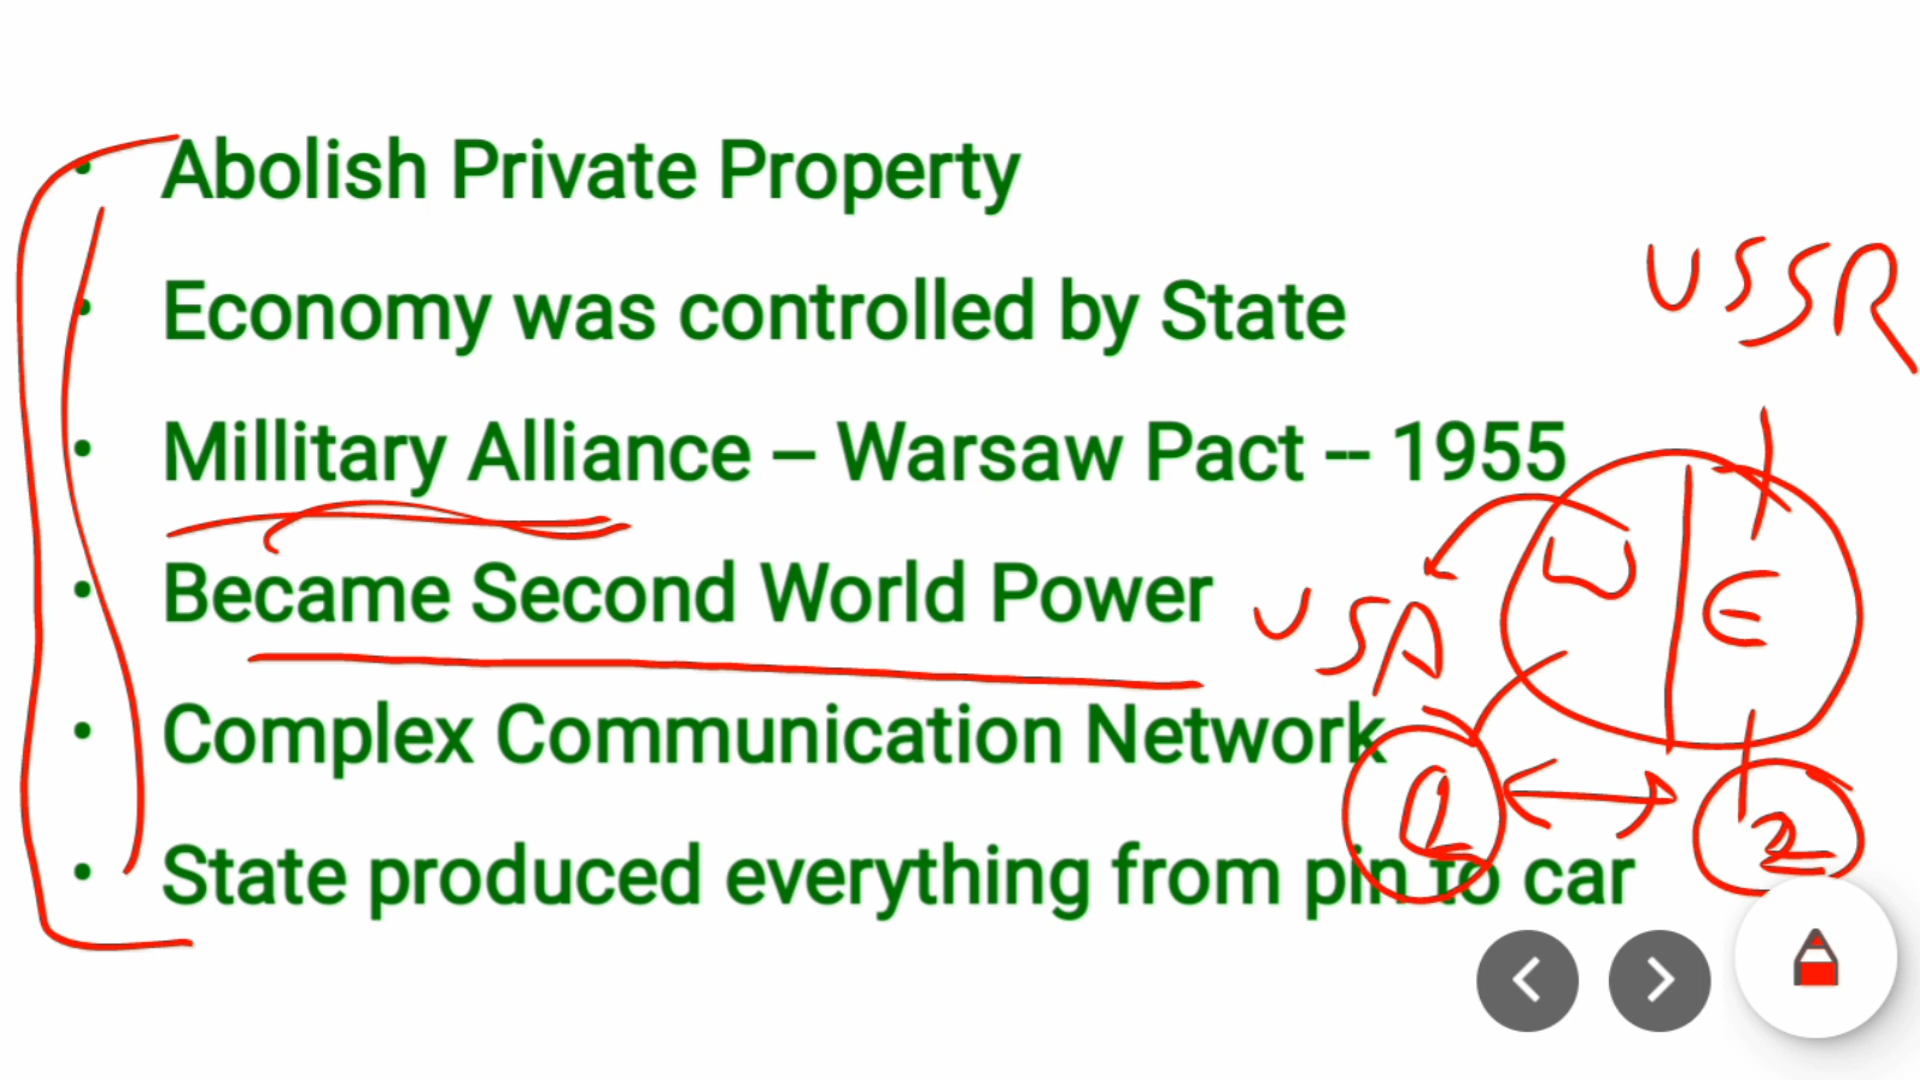 • Abolish Private Property
• Economy was controlled by State
USSR
• Millitary Alliance – Warsaw Pact -- 1955
W E
• Became Second World Power
USA
• Complex Communication Network
1 2
• State produced everything from pin to car